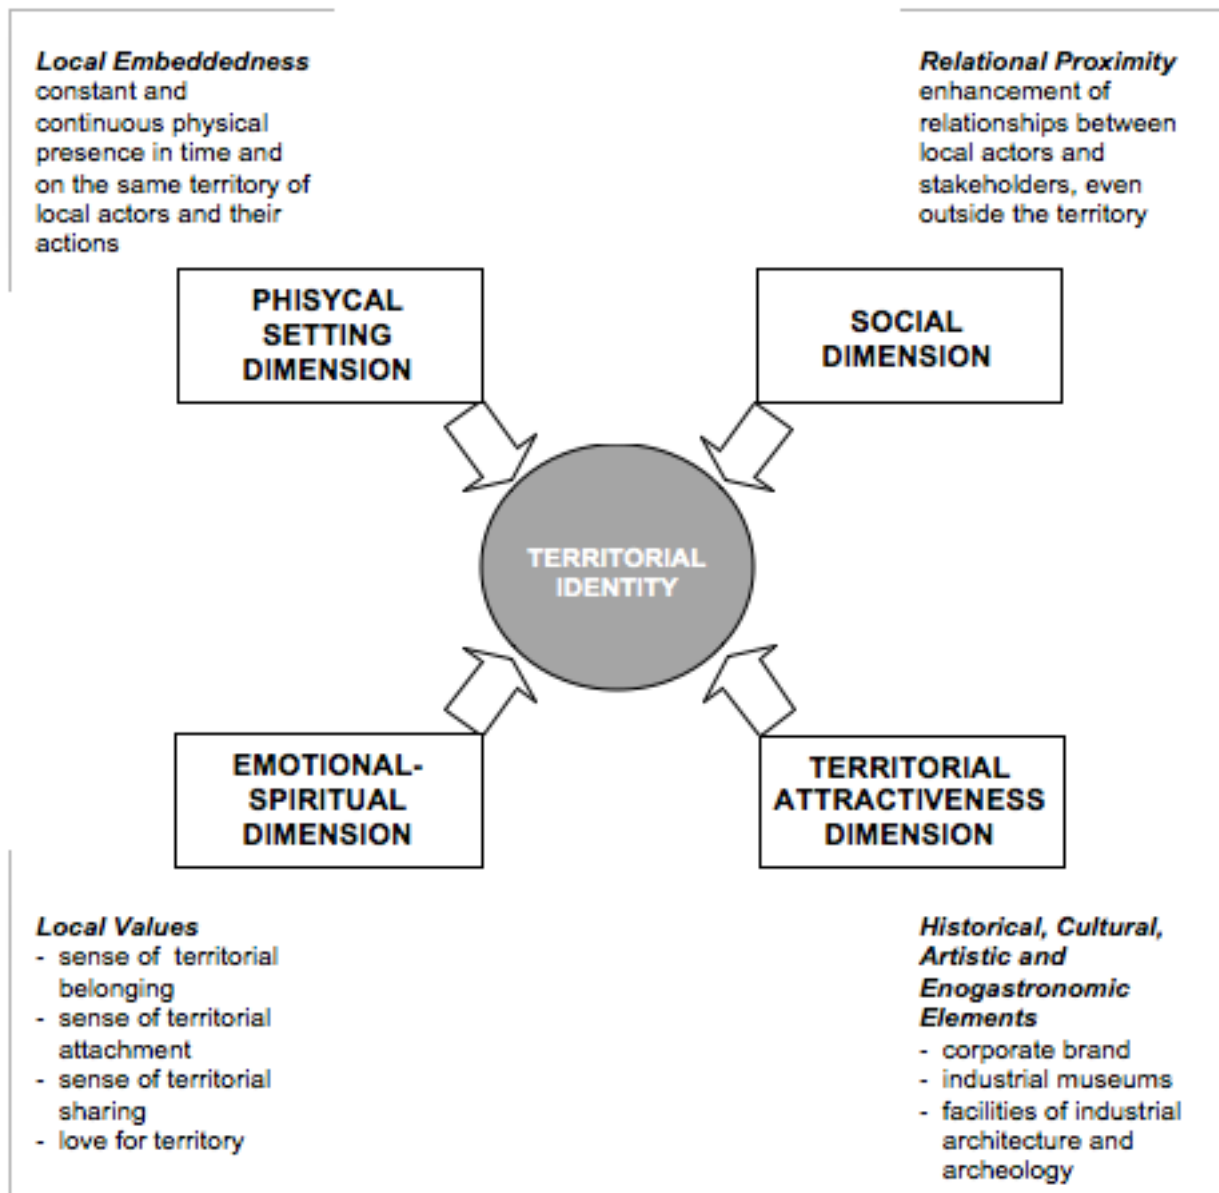 Local Embeddedness
constant and
continuous physical
presence in time and
on the same territory of
local actors and their
actions
Relational Proximity
enhancement of
relationships between
local actors and
stakeholders, even
outside the territory
PHISYCAL
SETTING
DIMENSION
SOCIAL
DIMENSION
TERRITORIAL
IDENTITY
EMOTIONAL-
SPIRITUAL
DIMENSION
TERRITORIAL
ATTRACTIVENESS
DIMENSION
Local Values
- sense of territorial
belonging
- sense of territorial
attachment
- sense of territorial
sharing
- love for territory
Historical, Cultural,
Artistic and
Enogastronomic
Elements
- corporate brand
- industrial museums
- facilities of industrial
architecture and
archeology